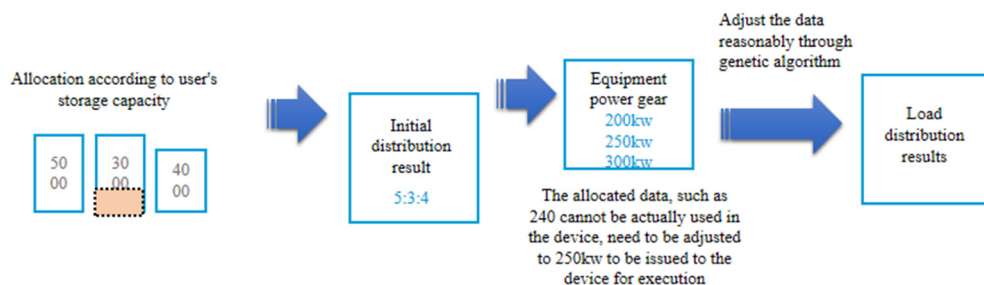 Allocation according to user's
storage capacity
50
00
30
00
40
00
Initial
distribution
result
5:3:4
Equipment
power gear
200kw
250kw
300kw
The allocated data, such as
240 cannot be actually used in
the device, need to be adjusted
to 250kw to be issued to the
device for execution
Adjust the data
reasonably through
genetic algorithm
Load
distribution
results